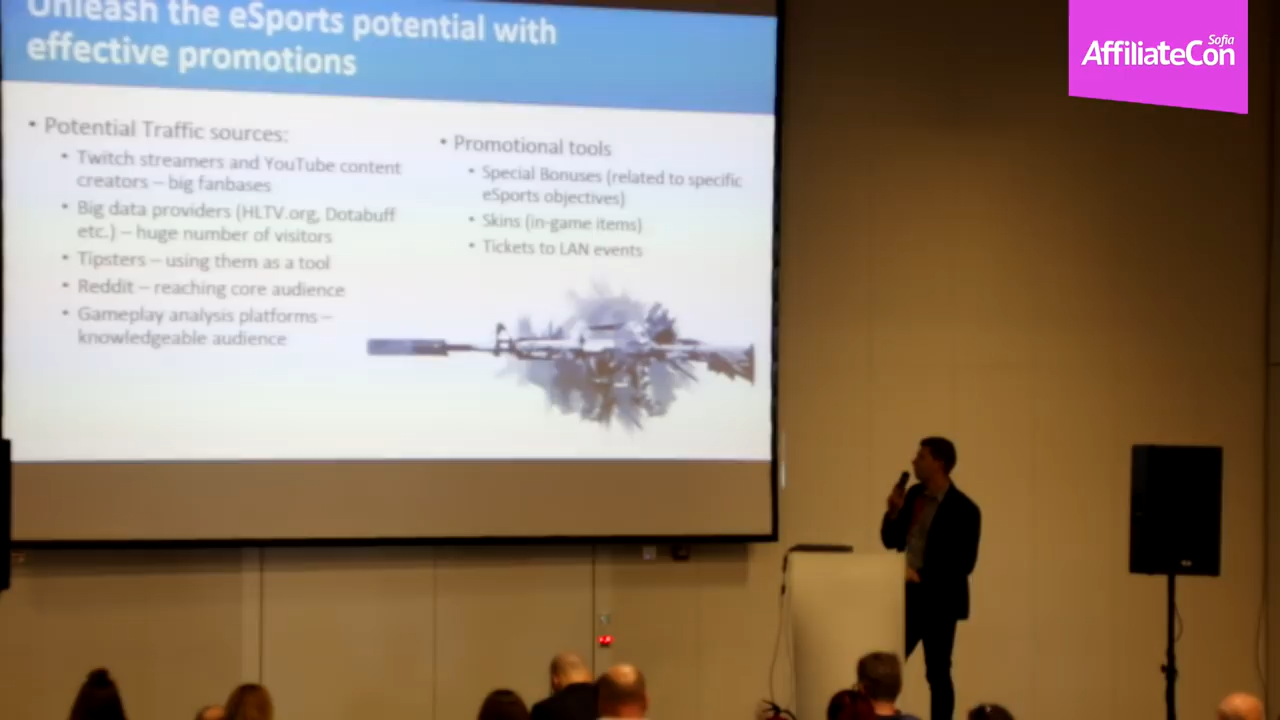 Unleash the eSports potential with
effective promotions
• Potential Traffic sources:
• Twitch streamers and YouTube content
creators – big fanbases
• Big data providers (HLTV.org, Dotabuff
etc.) – huge number of visitors
• Tipsters – using them as a tool
• Reddit – reaching core audience
• Gameplay analysis platforms –
knowledgeable audience
• Promotional tools
• Special Bonuses (related to specific
eSports objectives)
• Skins (in-game items)
• Tickets to LAN events
Sofia
AffiliateCon